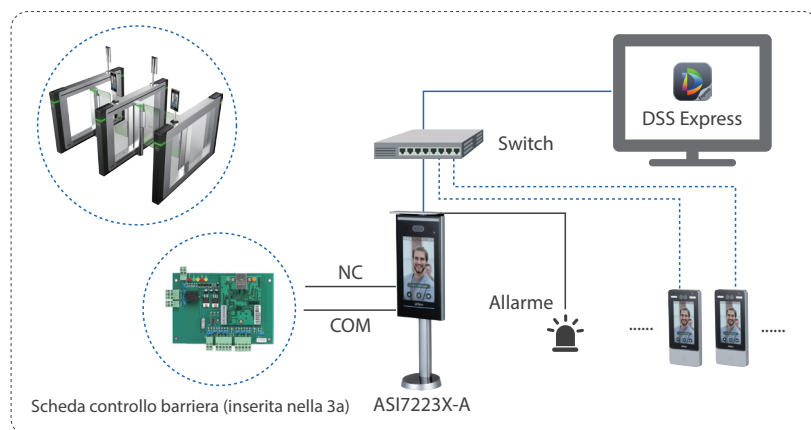 DSS Express
Switch
NC
Allarme
COM
......
......
Scheda controllo barriera (inserita nella 3a)
ASI7223X-A